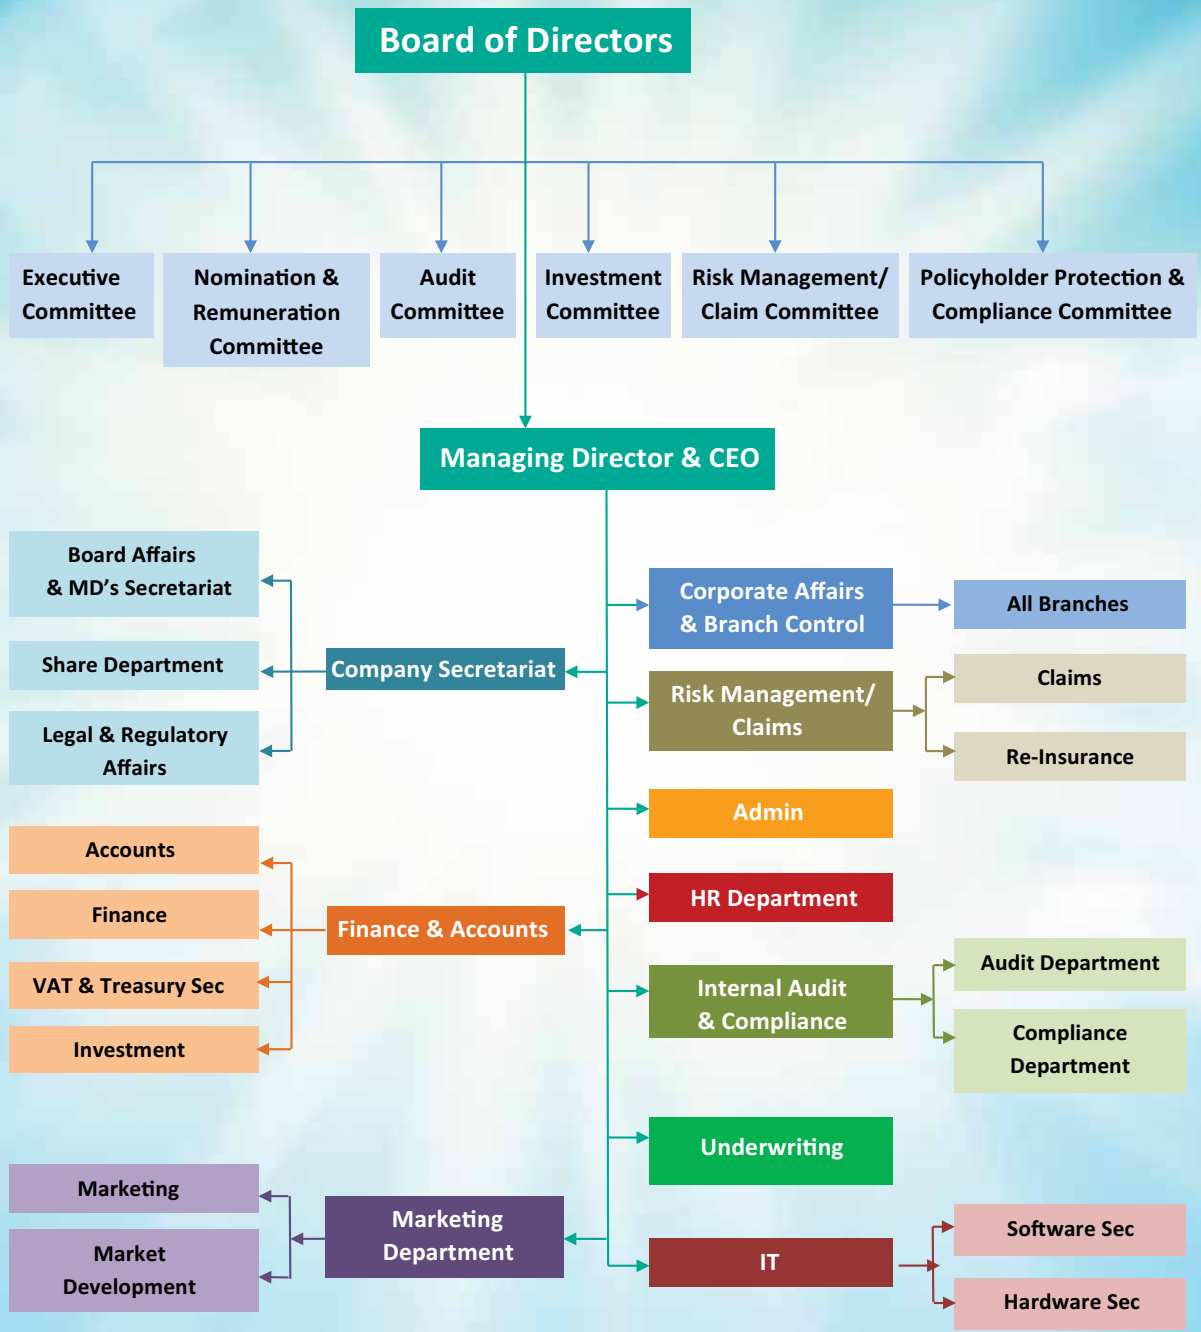 Board of Directors
Executive
Committee
Nomination &
Remuneration
Committee
Audit
Committee
Investment
Committee
Risk Management/
Claim Committee
Policyholder Protection &
Compliance Committee
Managing Director & CEO
Board Affairs
& MD’s Secretariat
Share Department
Legal & Regulatory
Affairs
Company Secretariat
Corporate Affairs
& Branch Control
All Branches
Risk Management/
Claims
Claims
Re-Insurance
Admin
Accounts
Finance
VAT & Treasury Sec
Investment
Finance & Accounts
HR Department
Internal Audit
& Compliance
Audit Department
Compliance
Department
Underwriting
Marketing
Market
Development
Marketing
Department
IT
Software Sec
Hardware Sec